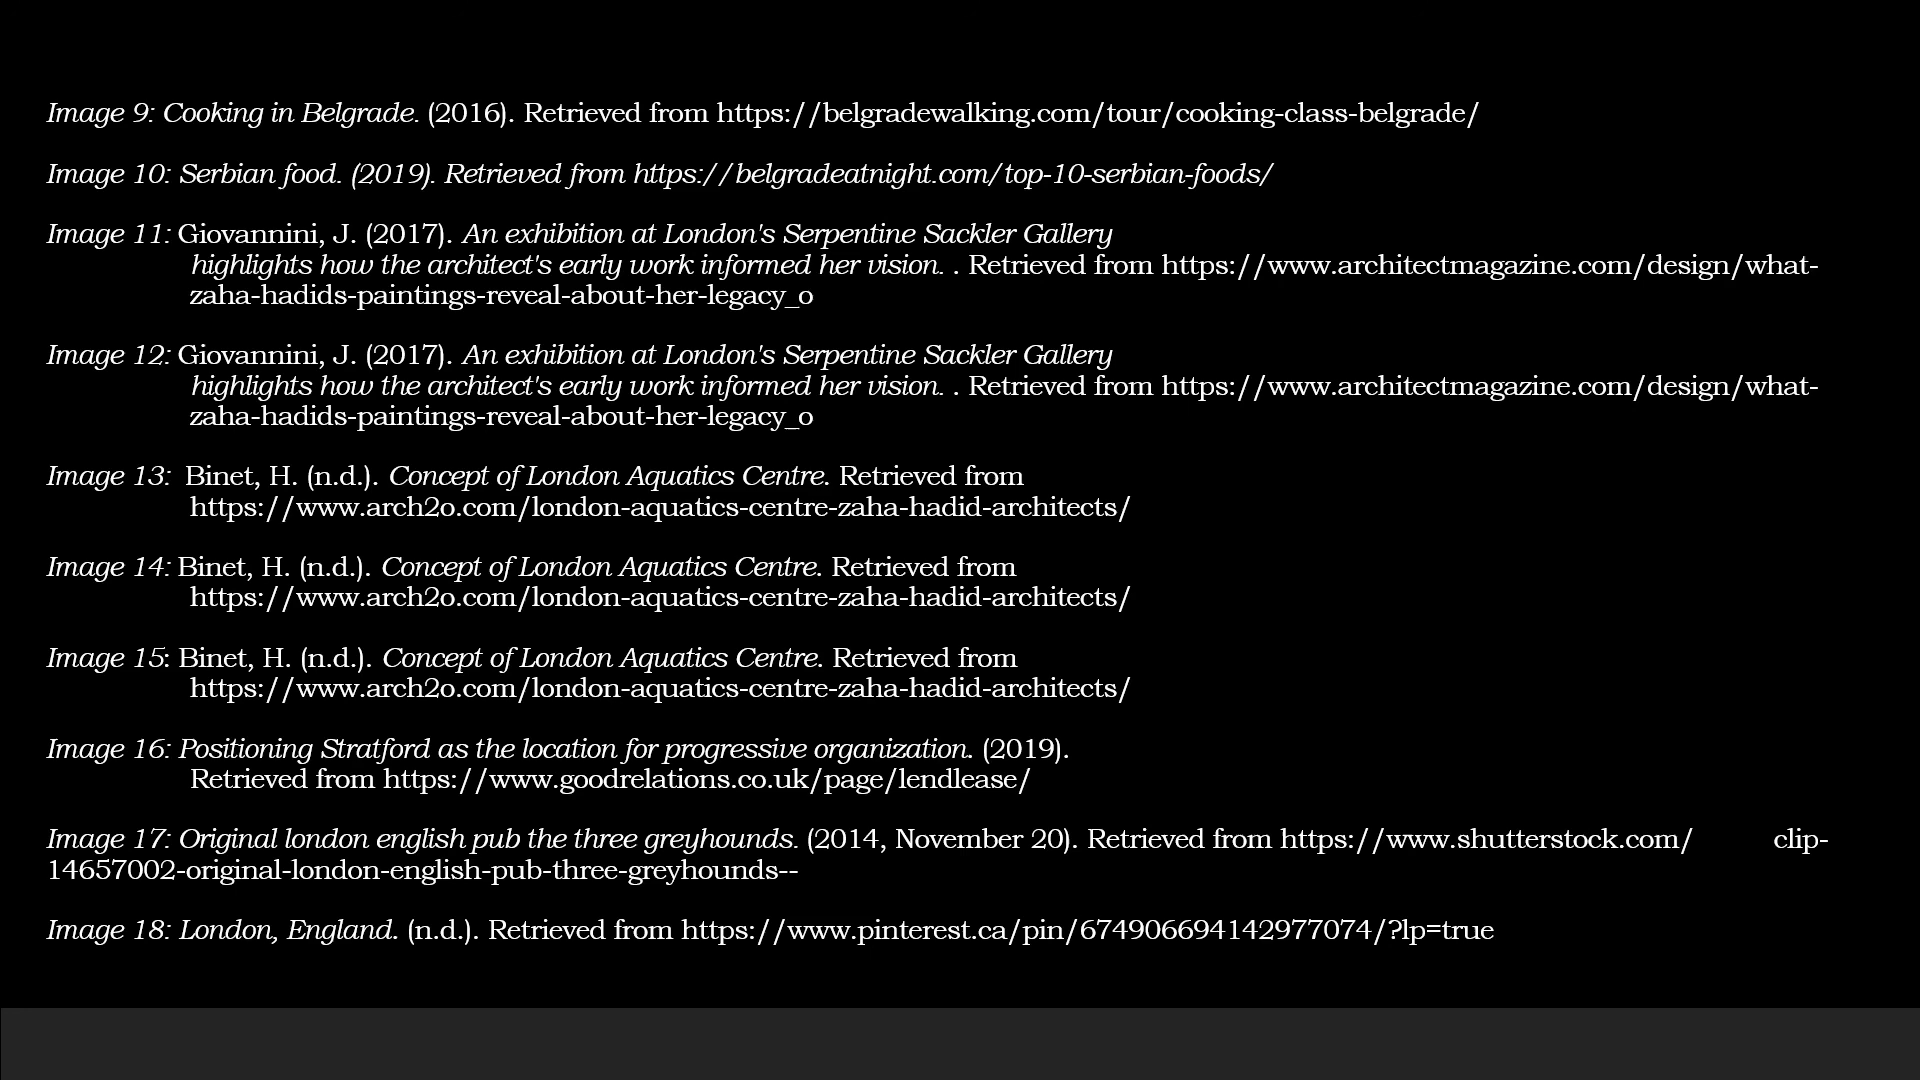 Image 9: Cooking in Belgrade. (2016). Retrieved from https://belgradewalking.com/tour/cooking-class-belgrade/
Image 10: Serbian food. (2019). Retrieved from https://belgradeatnight.com/top-10-serbian-foods/
Image 11: Giovannini, J. (2017). An exhibition at London's Serpentine Sackler Gallery
highlights how the architect's early work informed her vision. . Retrieved from https://www.architectmagazine.com/design/what-
zaha-hadids-paintings-reveal-about-her-legacy_o
Image 12: Giovannini, J. (2017). An exhibition at London's Serpentine Sackler Gallery
highlights how the architect's early work informed her vision. . Retrieved from https://www.architectmagazine.com/design/what-
zaha-hadids-paintings-reveal-about-her-legacy_o
Image 13: Binet, H. (n.d.). Concept of London Aquatics Centre. Retrieved from
https://www.arch2o.com/london-aquatics-centre-zaha-hadid-architects/
Image 14: Binet, H. (n.d.). Concept of London Aquatics Centre. Retrieved from
https://www.arch2o.com/london-aquatics-centre-zaha-hadid-architects/
Image 15: Binet, H. (n.d.). Concept of London Aquatics Centre. Retrieved from
https://www.arch2o.com/london-aquatics-centre-zaha-hadid-architects/
Image 16: Positioning Stratford as the location for progressive organization. (2019).
Retrieved from https://www.goodrelations.co.uk/page/lendlease/
Image 17: Original london english pub the three greyhounds. (2014, November 20). Retrieved from https://www.shutterstock.com/ clip-
14657002-original-london-english-pub-three-greyhounds--
Image 18: London, England. (n.d.). Retrieved from https://www.pinterest.ca/pin/674906694142977074/?lp=true